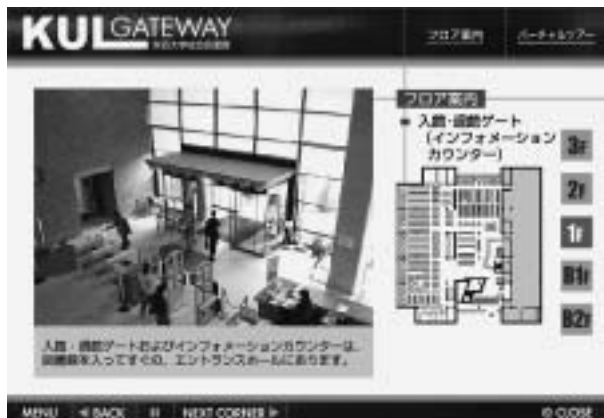 KUL GATEWAY
フロア案内
バーチャルツアー
フロア案内
入館・退館ゲート
(インフォメーション
カウンター)
3F
2F
1F
B1F
B2F
入館・退館ゲートおよびインフォメーションカウンターは、
図書館を入ってすぐの、エントランスホールにあります。
MENU
BACK
NEXT CORNER
CLOSE